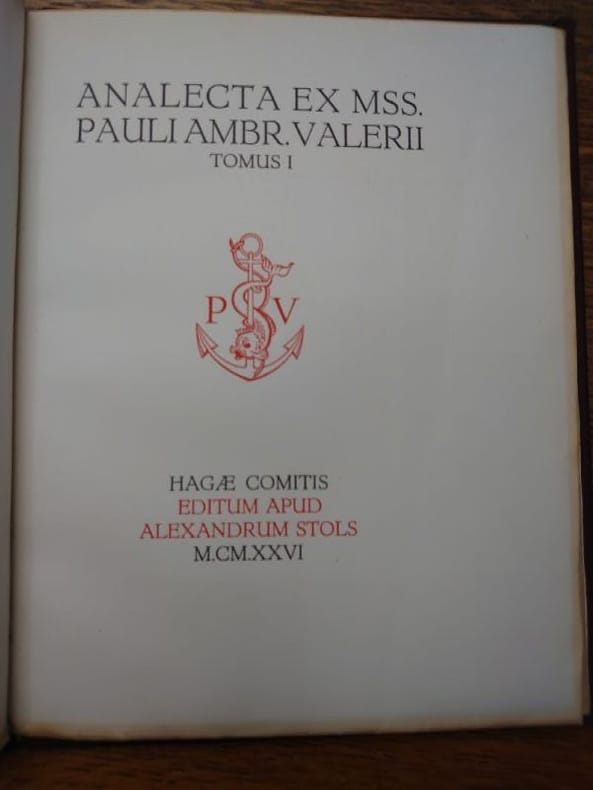 ANALECTA EX MSS.
PAULI AMBR. VALERII
TOMUS I
P V
HAGÆ COMITIS
EDITUM APUD
ALEXANDRUM STOLS
M.CM.XXVI